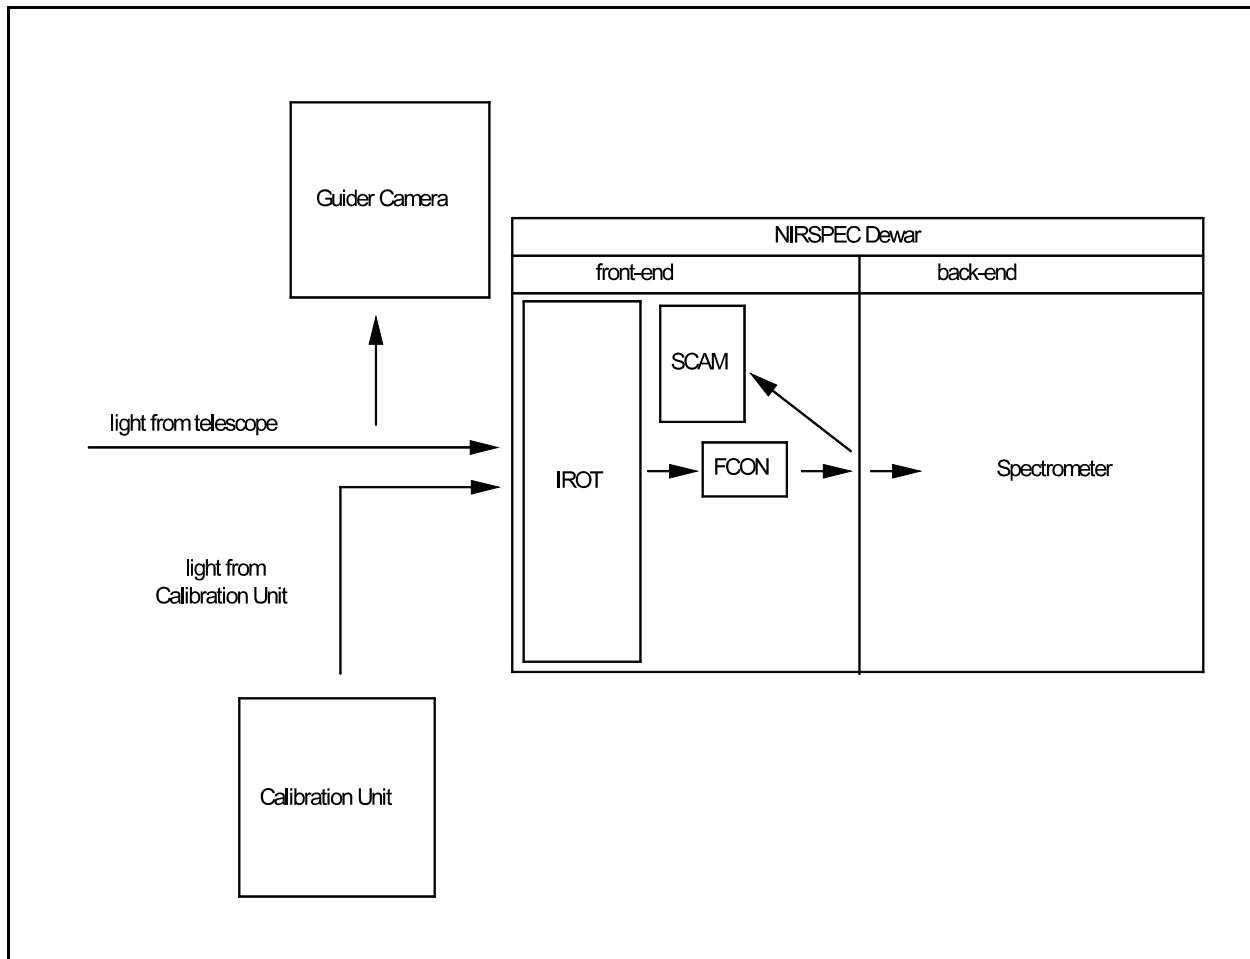 Guider Camera
NIRSPEC Dewar
front-end
back-end
SCAM
light from telescope
IROT
FCON
Spectrometer
light from
Calibration Unit
Calibration Unit